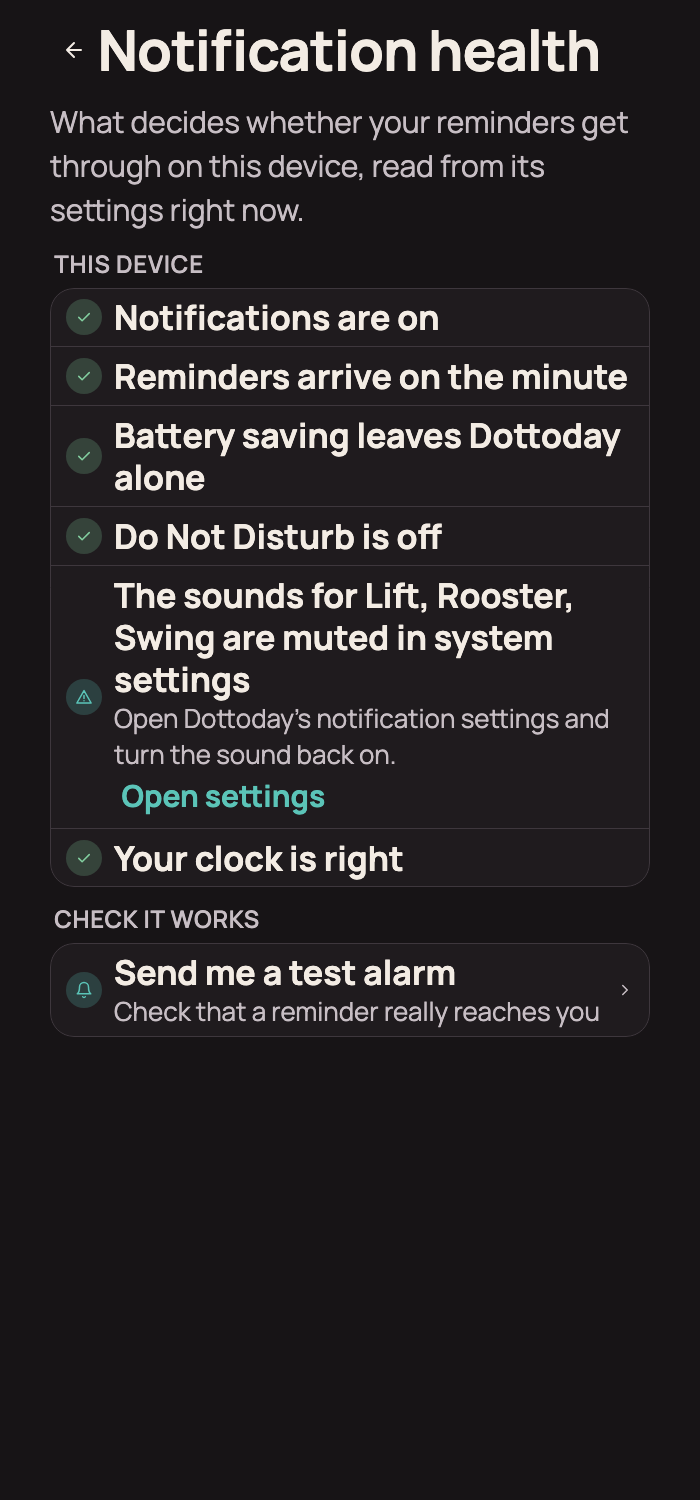 Notification health
What decides whether your reminders get
through on this device, read from its
settings right now.
THIS DEVICE
Notifications are on
Reminders arrive on the minute
Battery saving leaves Dottoday
alone
Do Not Disturb is off
The sounds for Lift, Rooster,
Swing are muted in system
settings
Open Dottoday’s notification settings and
turn the sound back on.
Open settings
Your clock is right
CHECK IT WORKS
Send me a test alarm
Check that a reminder really reaches you